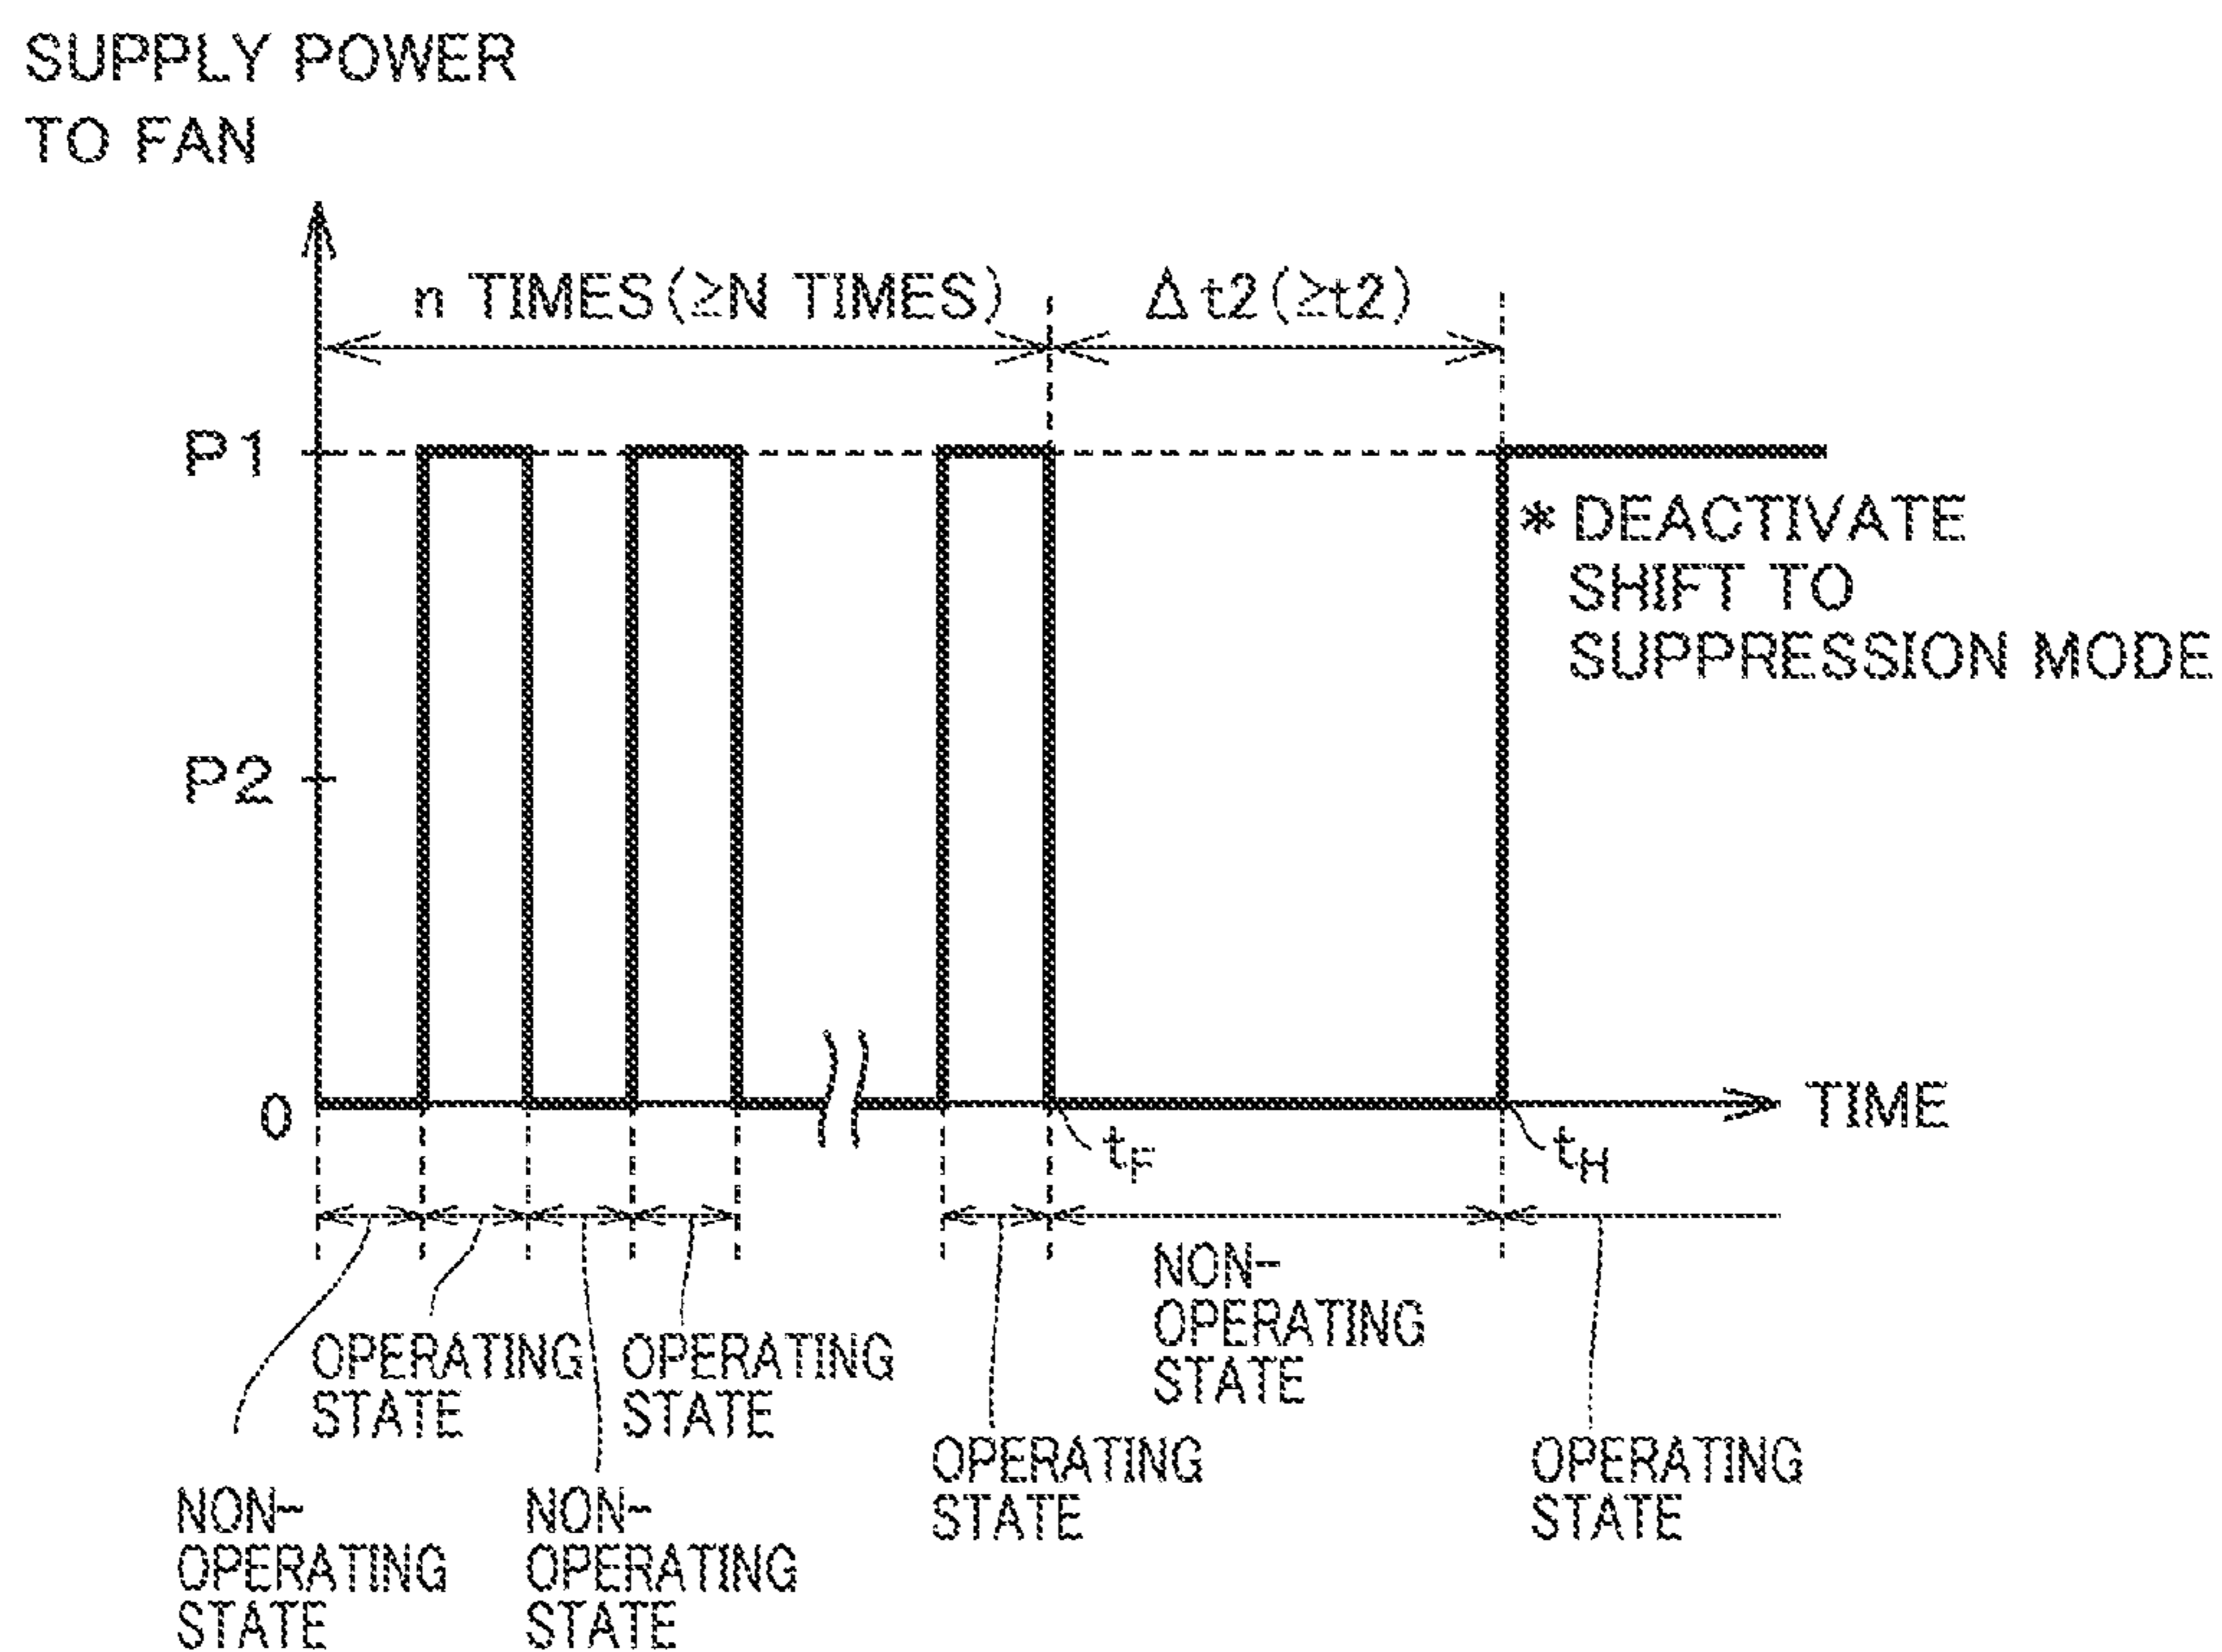 SUPPLY POWER
TO FAN
n TIMES(≥N TIMES)
Δt2(≥t2)
P1
* DEACTIVATE
SHIFT TO
SUPPRESSION MODE
P2
0
TIME
tF
tH
OPERATING
STATE
OPERATING
STATE
NON-
OPERATING
STATE
NON-
OPERATING
STATE
OPERATING
STATE
NON-
OPERATING
STATE
OPERATING
STATE